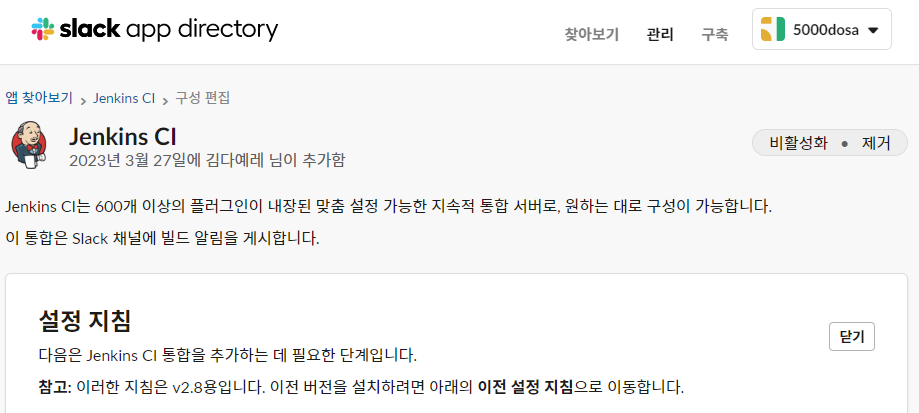 slack app directory
찾아보기 관리 구축 5000dosa
앱 찾아보기 > Jenkins CI > 구성 편집
Jenkins CI
2023년 3월 27일에 김다예레 님이 추가함
비활성화 • 제거
Jenkins CI는 600개 이상의 플러그인이 내장된 맞춤 설정 가능한 지속적 통합 서버로, 원하는 대로 구성이 가능합니다.
이 통합은 Slack 채널에 빌드 알림을 게시합니다.
설정 지침
닫기
다음은 Jenkins CI 통합을 추가하는 데 필요한 단계입니다.
참고: 이러한 지침은 v2.8용입니다. 이전 버전을 설치하려면 아래의 이전 설정 지침으로 이동합니다.